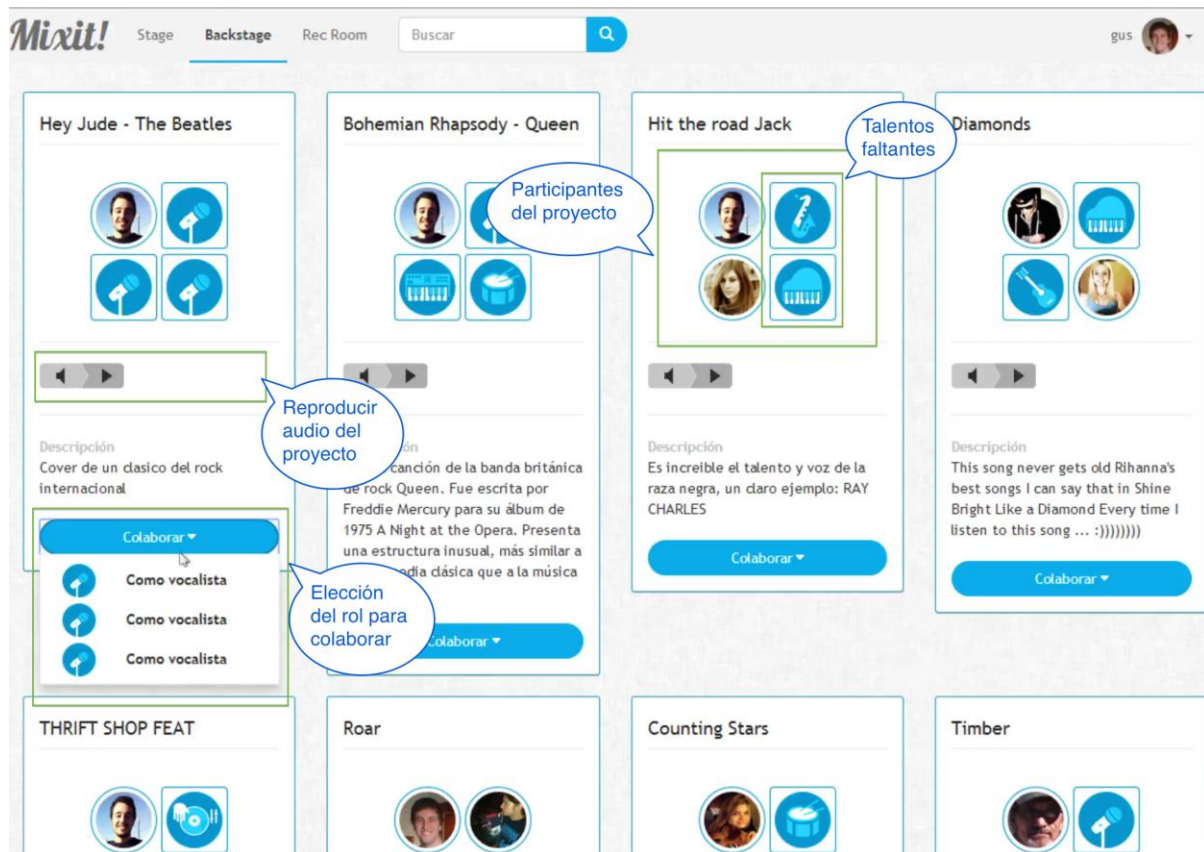 Mixit!
Stage
Backstage
Rec Room
Buscar
gus
Hey Jude - The Beatles
Reproducir
audio del
proyecto
Descripción
Cover de un clasico del rock
internacional
Colaborar
Como vocalista
Como vocalista
Como vocalista
Elección
del rol para
colaborar
Bohemian Rhapsody - Queen
Participantes
del proyecto
canción de la banda británica
de rock Queen. Fue escrita por
Freddie Mercury para su álbum de
1975 A Night at the Opera. Presenta
una estructura inusual, más similar a
clásica que a la música
Colaborar
Hit the road Jack
Talentos
faltantes
Descripción
Es increible el talento y voz de la
raza negra, un claro ejemplo: RAY
CHARLES
Colaborar
Diamonds
Descripción
This song never gets old Rihanna's
best songs I can say that in Shine
Bright Like a Diamond Every time I
listen to this song ... :))))))))
Colaborar
THRIFT SHOP FEAT
Roar
Counting Stars
Timber